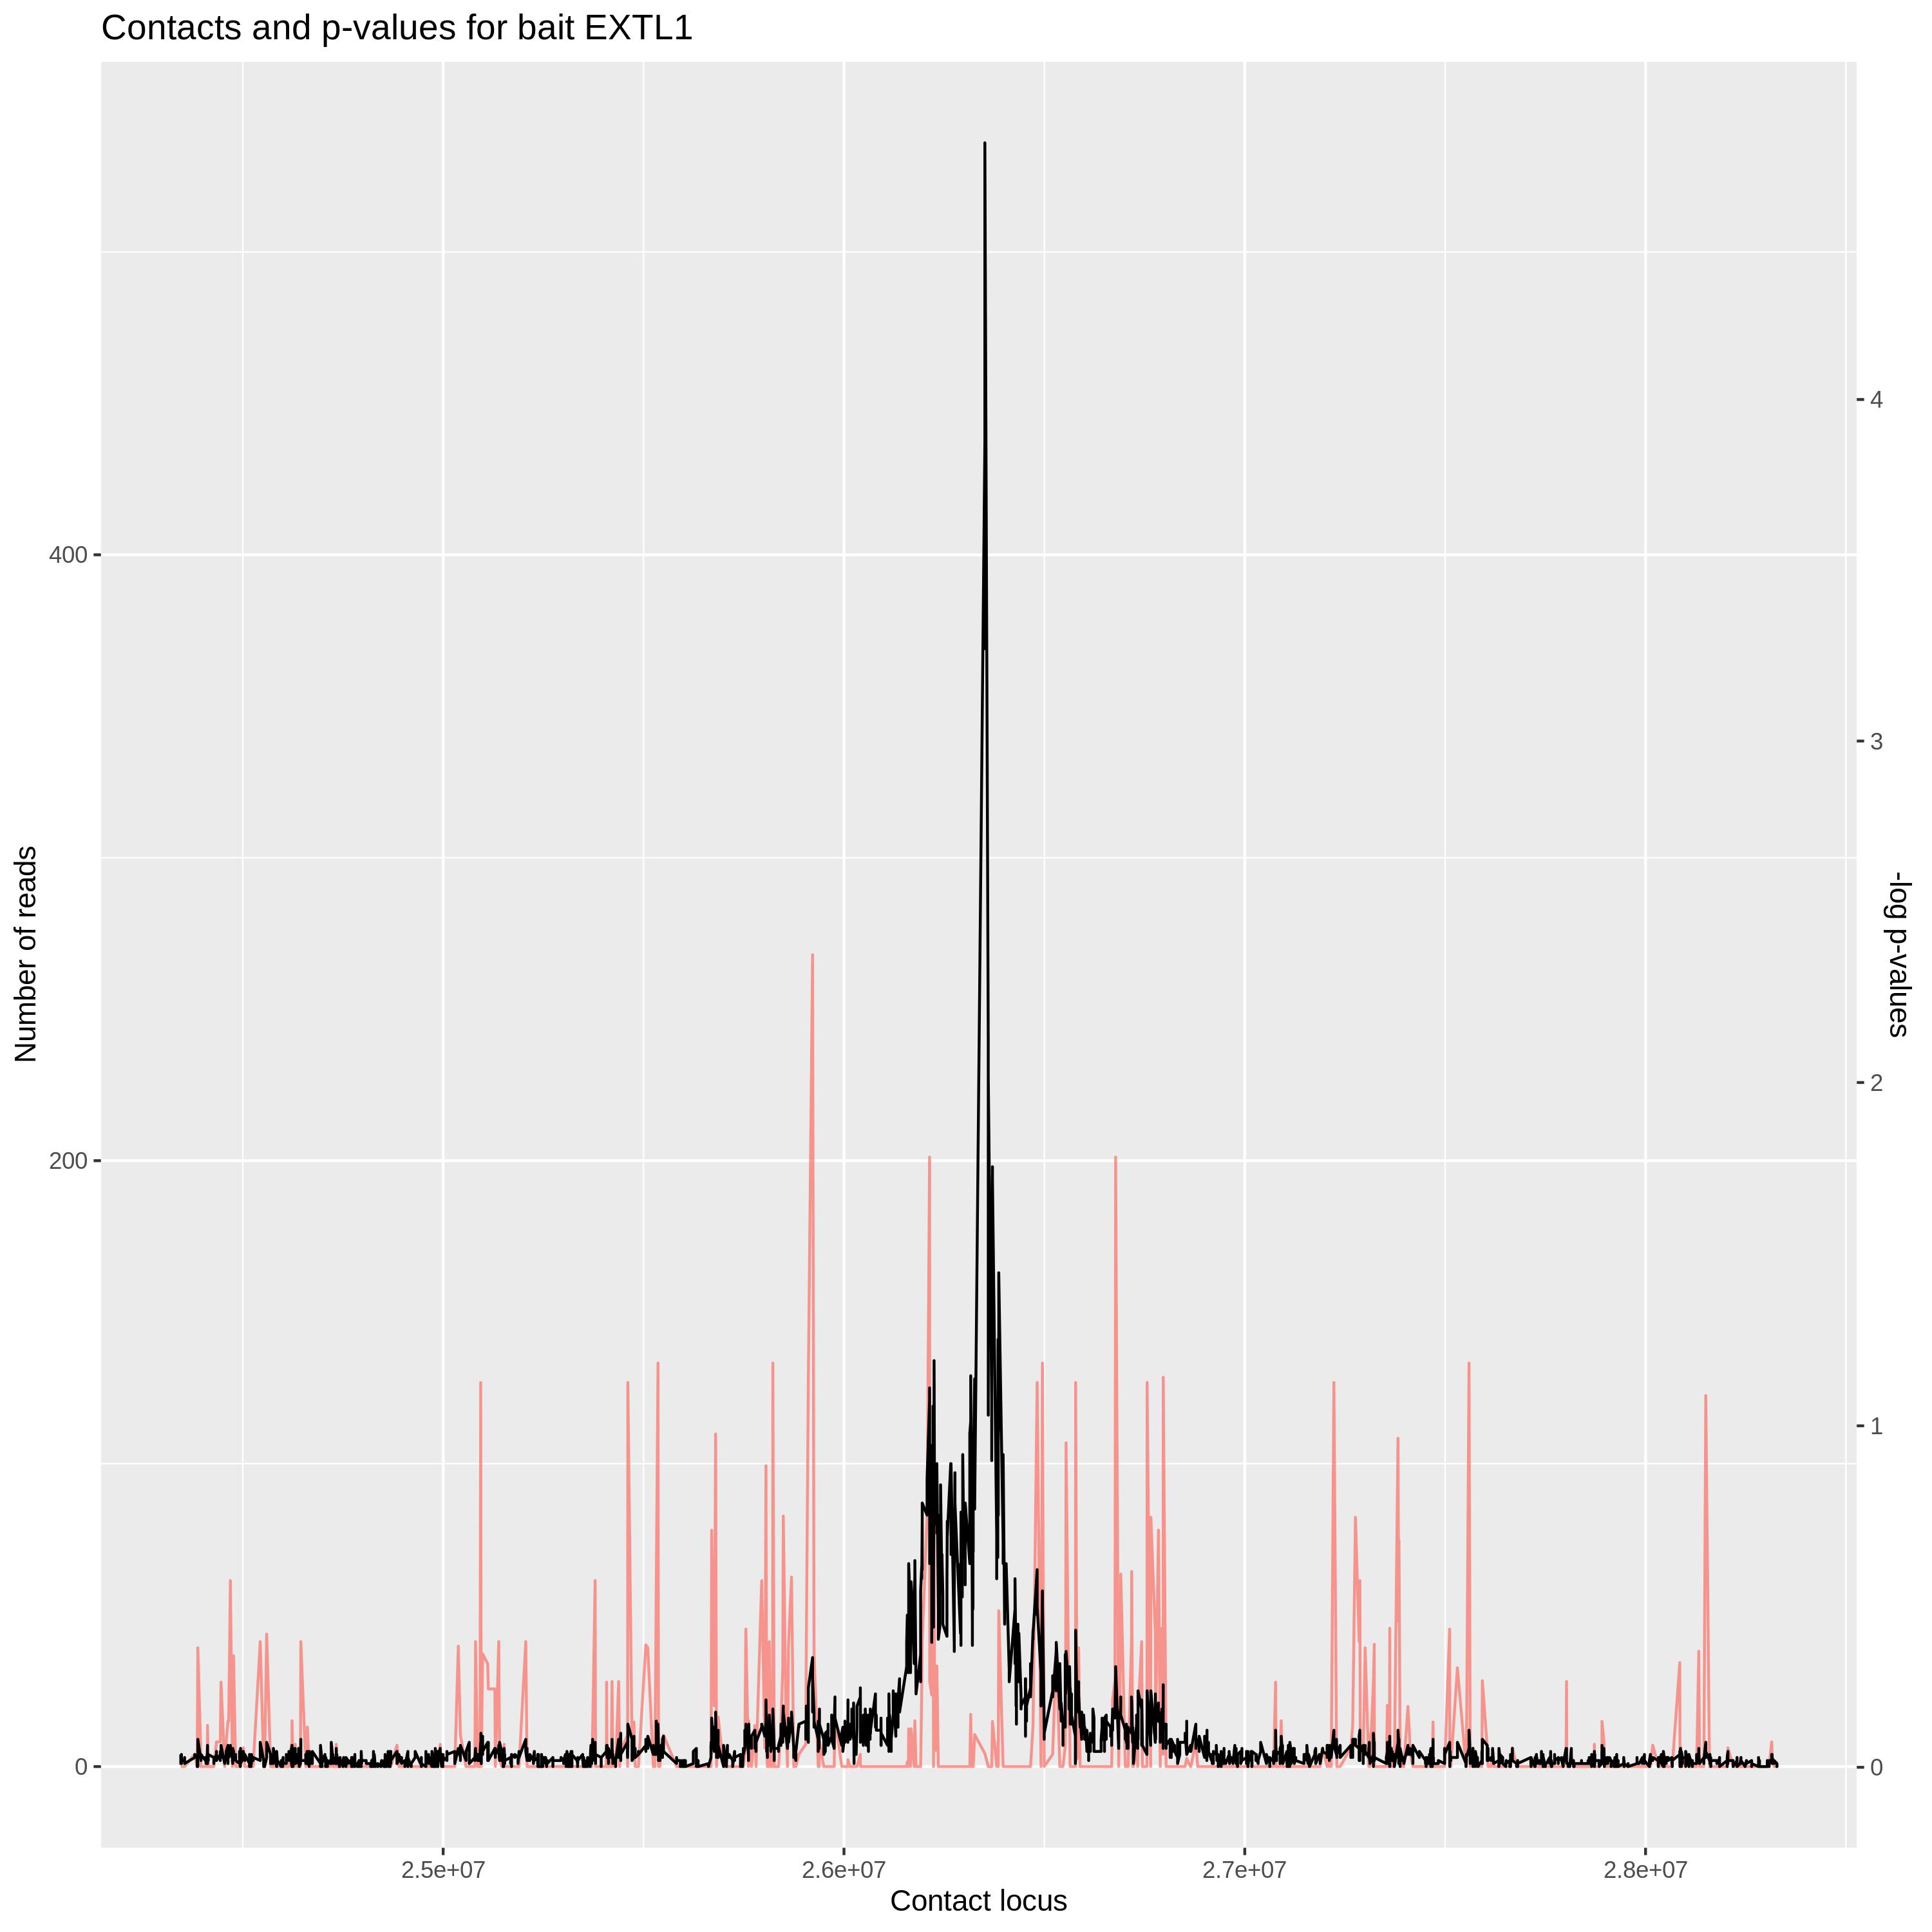 Contacts and p-values for bait EXTL1
Number of reads
400
200
0
4
3
2
1
0
-log p-values
2.5e+07
2.6e+07
2.7e+07
2.8e+07
Contact locus